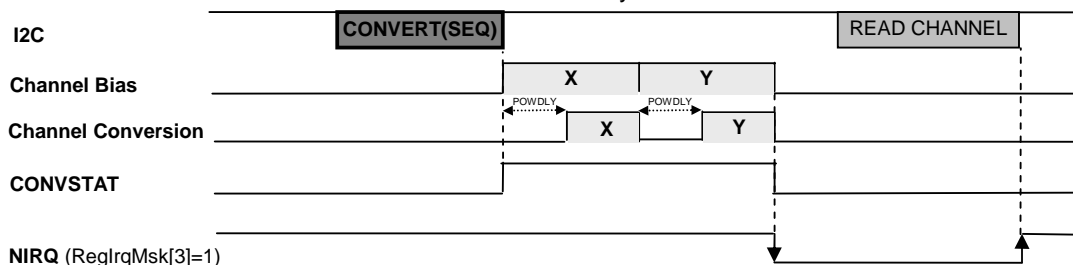 I2C CONVERT(SEQ) READ CHANNEL
Channel Bias X Y
POWDLY POWDLY
Channel Conversion X Y
CONVSTAT
NIRQ (RegIrqMsk[3]=1)